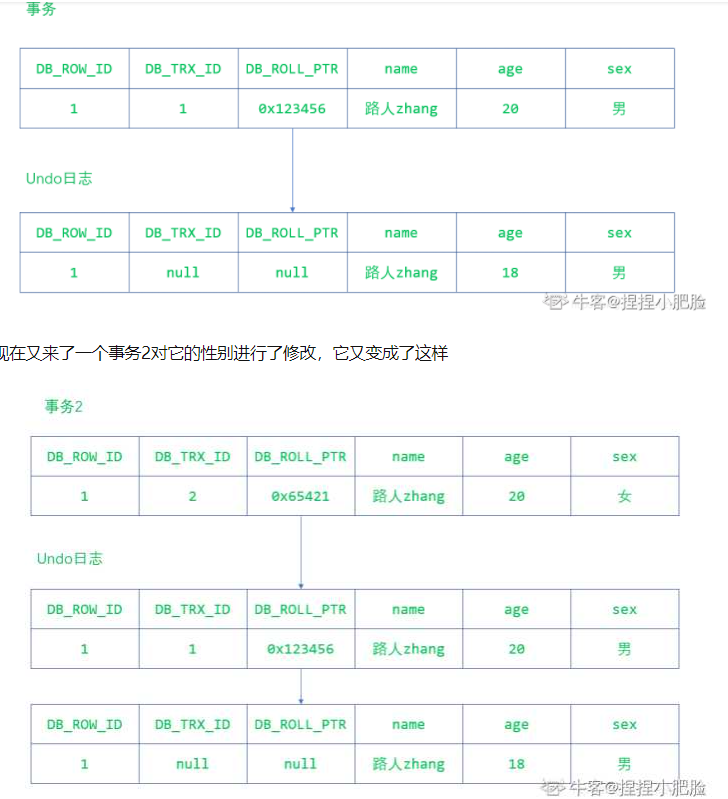 事务
DB_ROW_ID DB_TRX_ID DB_ROLL_PTR name age sex
1 1 0x123456 路人zhang 20 男
Undo日志
DB_ROW_ID DB_TRX_ID DB_ROLL_PTR name age sex
1 null null 路人zhang 18 男
牛客@捏捏小肥脸
现在又来了一个事务2对它的性别进行了修改，它又变成了这样
事务2
DB_ROW_ID DB_TRX_ID DB_ROLL_PTR name age sex
1 2 0x65421 路人zhang 20 女
Undo日志
DB_ROW_ID DB_TRX_ID DB_ROLL_PTR name age sex
1 1 0x123456 路人zhang 20 男
DB_ROW_ID DB_TRX_ID DB_ROLL_PTR name age sex
1 null null 路人zhang 18 男
牛客@捏捏小肥脸